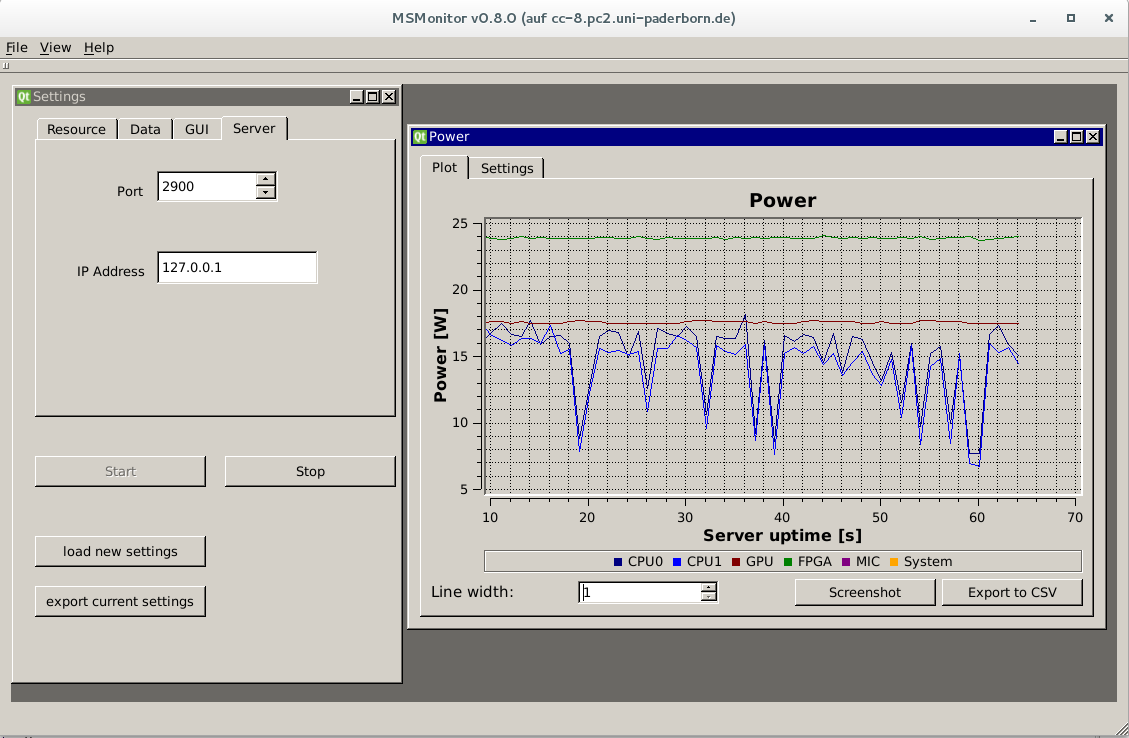 MSMonitor v0.8.0 (auf cc-8.pc2.uni-paderborn.de)
File View Help
Qt Settings
Resource Data GUI Server
Port 2900
IP Address 127.0.0.1
Start Stop
load new settings
export current settings
Qt Power
Plot Settings
Power
Power [W]
25
20
15
10
5
10 20 30 40 50 60 70
Server uptime [s]
CPU0 CPU1 GPU FPGA MIC System
Line width: 1 Screenshot Export to CSV